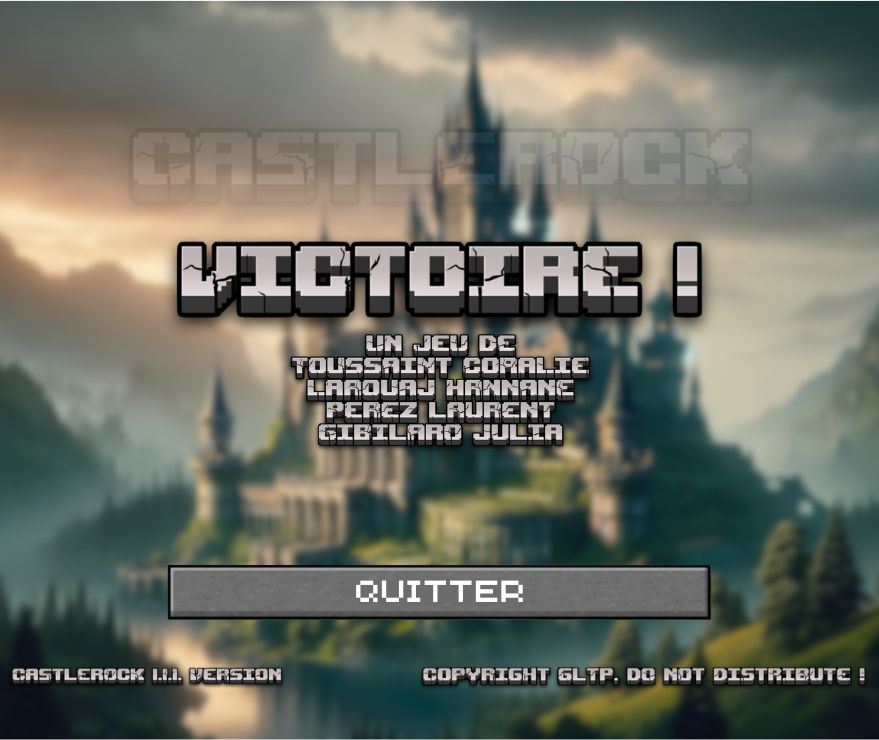 CASTLEROCK
VICTOIRE !
UN JEU DE
TOUSSAINT CORALIE
LAROUAJ HANNANE
PEREZ LAURENT
GIBILARO JULIA
QUITTER
CASTLEROCK 1.1.1. VERSION
COPYRIGHT GLTP. DO NOT DISTRIBUTE !